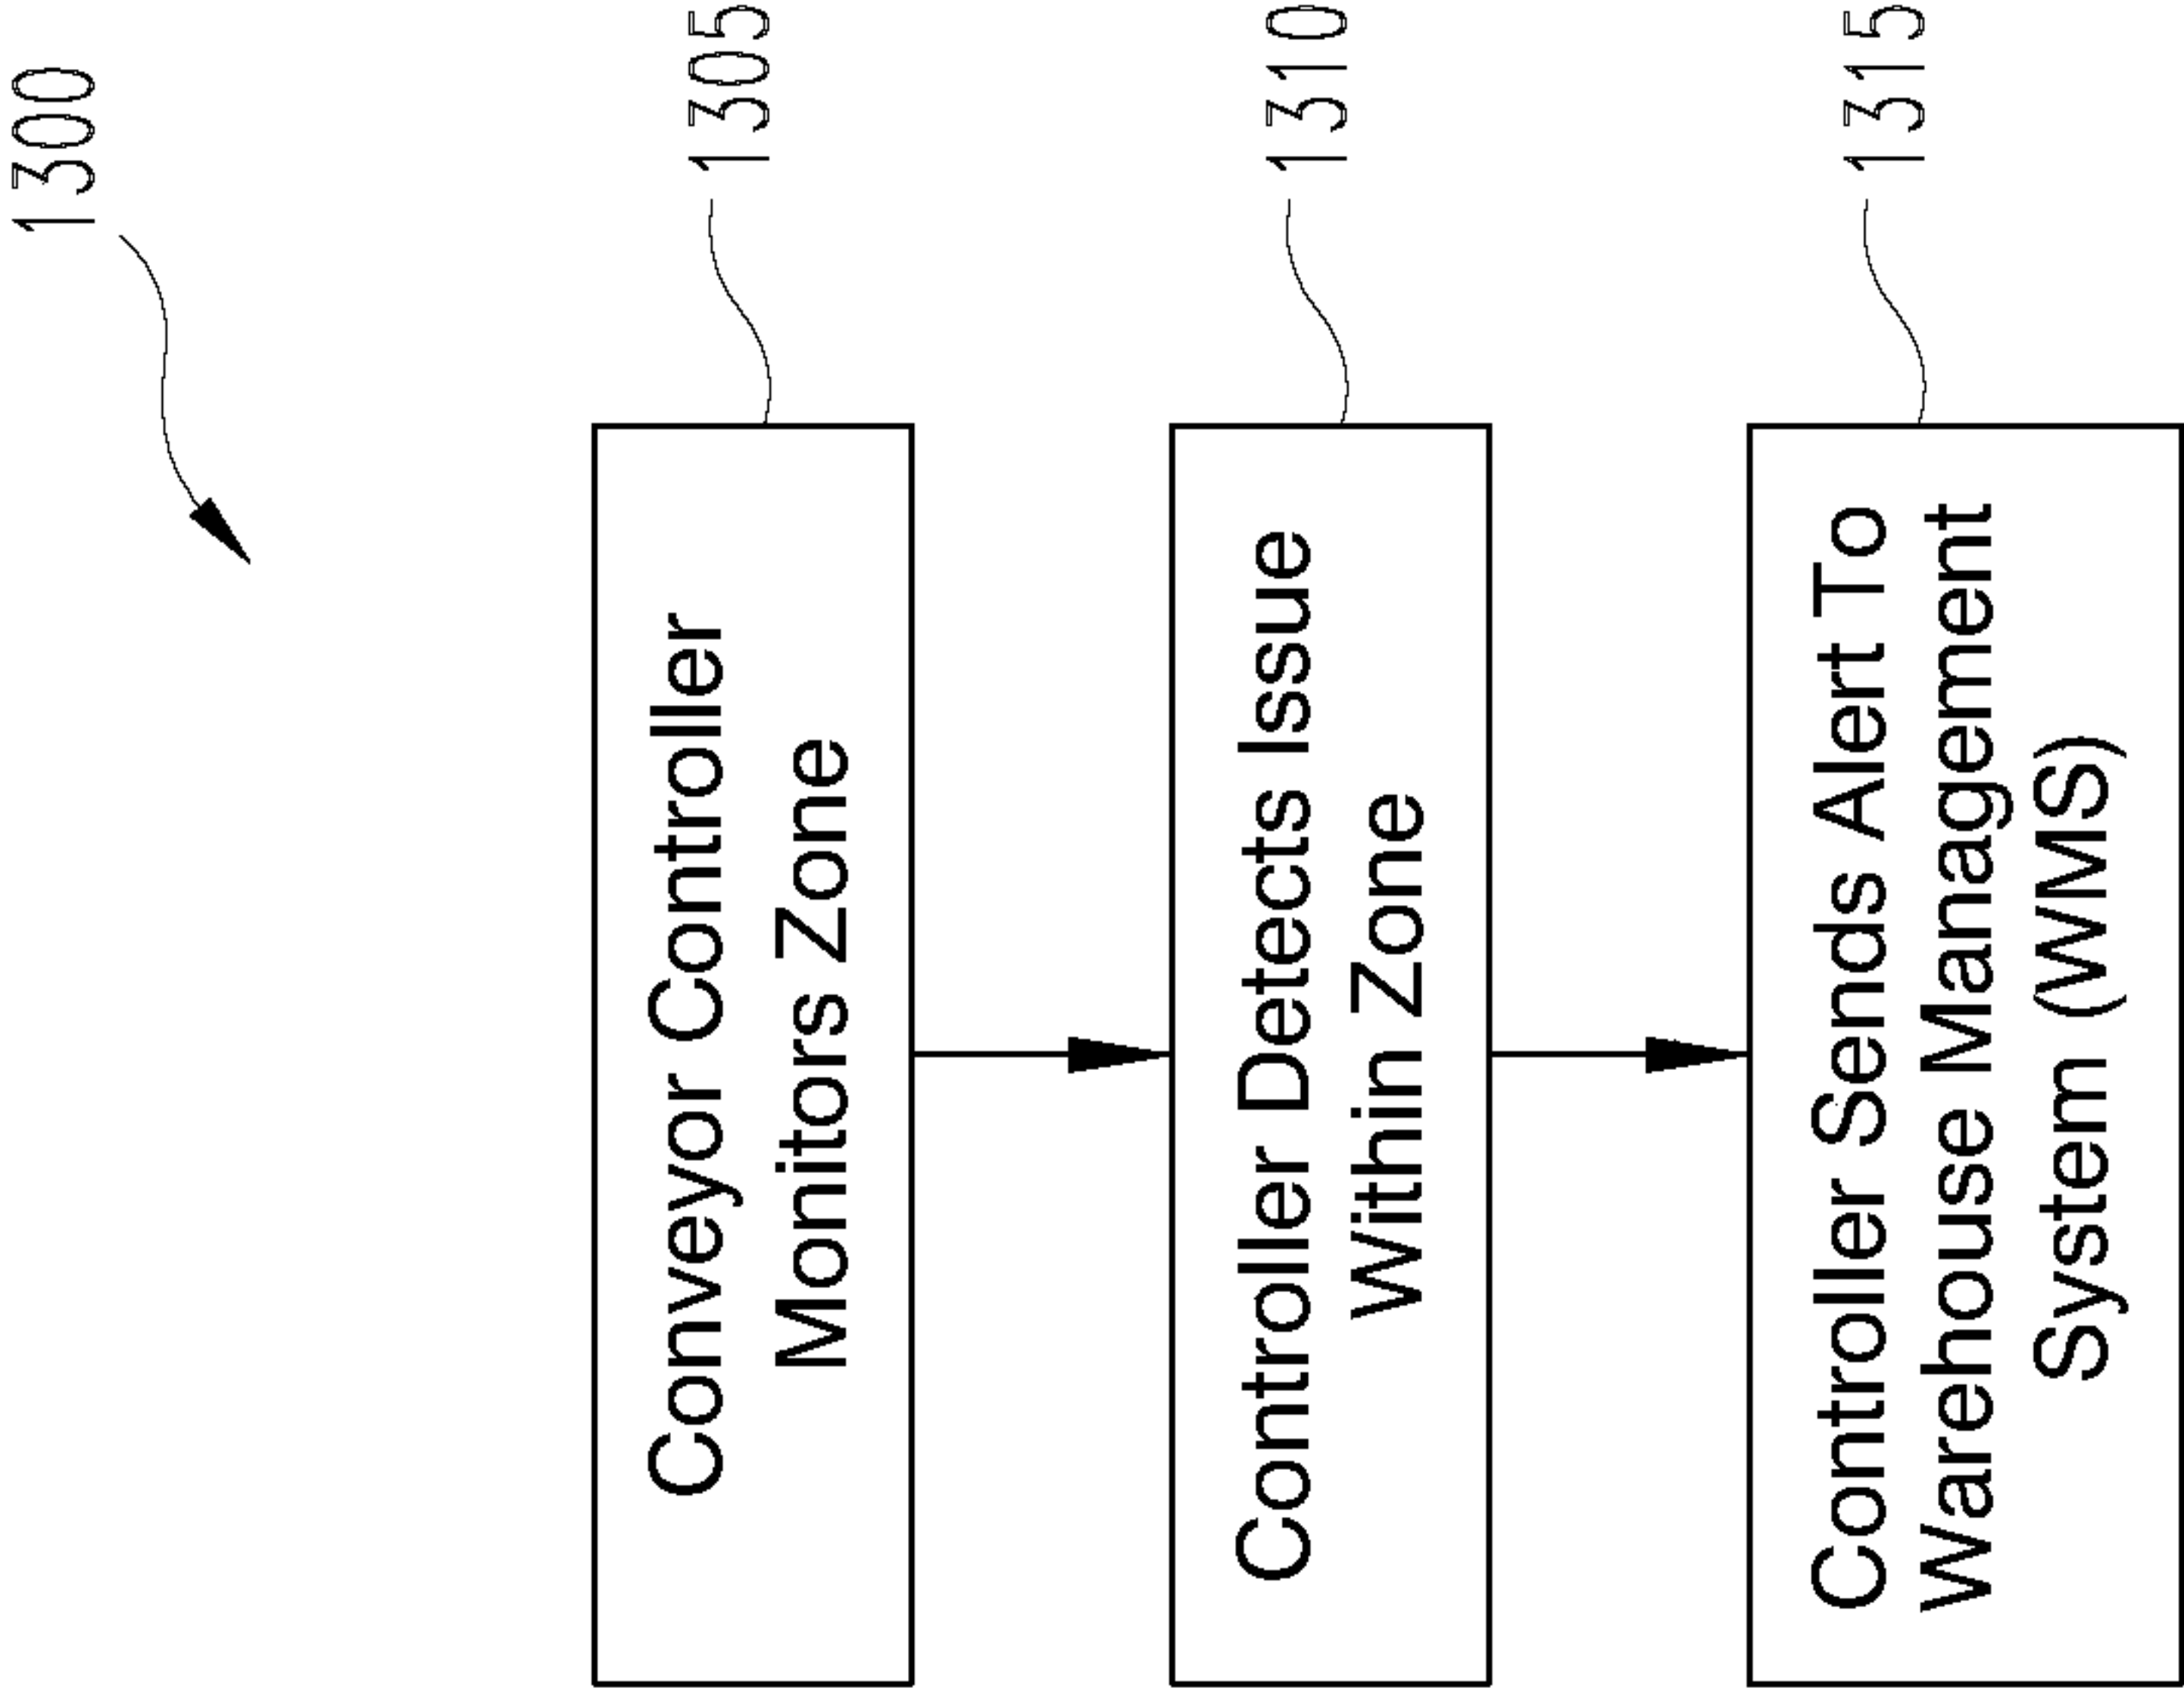 1300
Conveyor Controller
Monitors Zone
1305
Controller Detects Issue
Within Zone
1310
Controller Sends Alert To
Warehouse Management
System (WMS)
1315